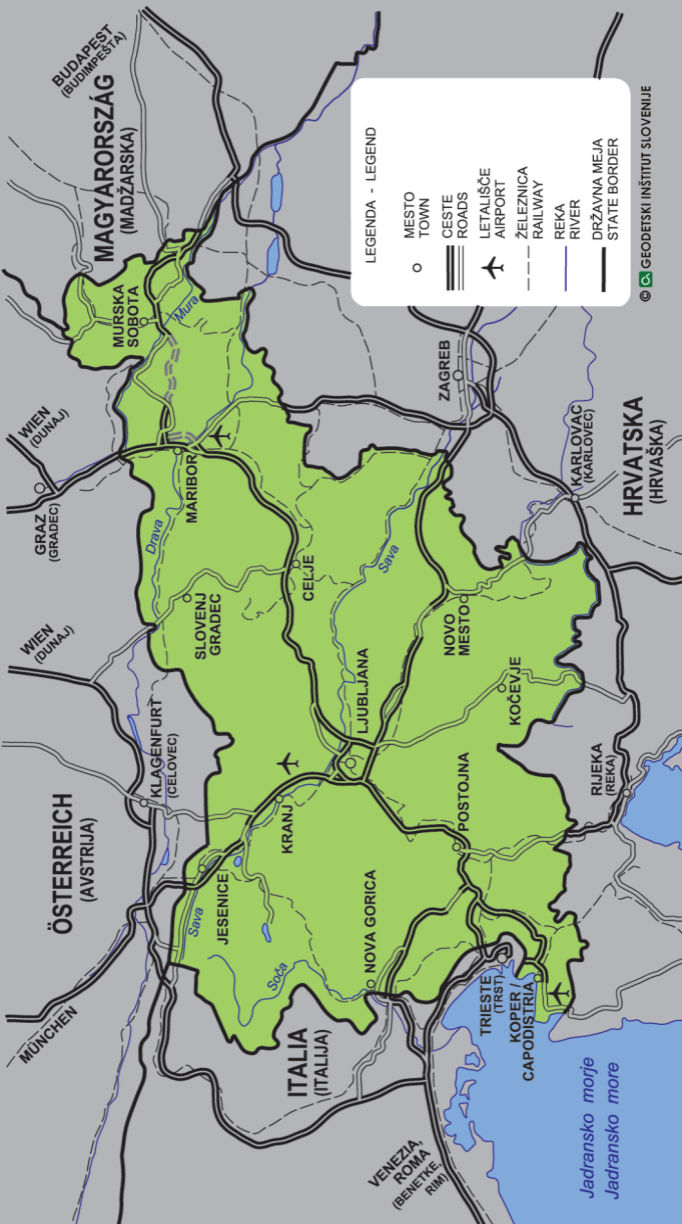 BUDAPEST
(BUDIMPEŠTA)
MAGYARORSZÁG
(MADŽARSKA)
WIEN
(DUNAJ)
GRAZ
(GRADEC)
WIEN
(DUNAJ)
ÖSTERREICH
(AVSTRIJA)
MÜNCHEN
KLAGENFURT
(CELOVEC)
MURSKA
SOBOTA
Mura
MARIBOR
Drava
SLOVENJ
GRADEC
CELJE
Sava
JESENICE
Sava
KRANJ
LJUBLJANA
Soča
NOVA GORICA
ITALIA
(ITALIJA)
POSTOJNA
KOČEVJE
NOVO
MESTO
ZAGREB
KARLOVAC
(KARLOVEC)
HRVATSKA
(HRVAŠKA)
RIJEKA
(REKA)
TRIESTE
(TRST)
KOPER /
CAPODISTRIA
VENEZIA,
ROMA
(BENETKE,
RIM)
Jadransko morje
Jadransko more
LEGENDA - LEGEND
MESTO
TOWN
CESTE
ROADS
LETALIŠČE
AIRPORT
ŽELEZNICA
RAILWAY
REKA
RIVER
DRŽAVNA MEJA
STATE BORDER
© GEODETSKI INŠTITUT SLOVENIJE